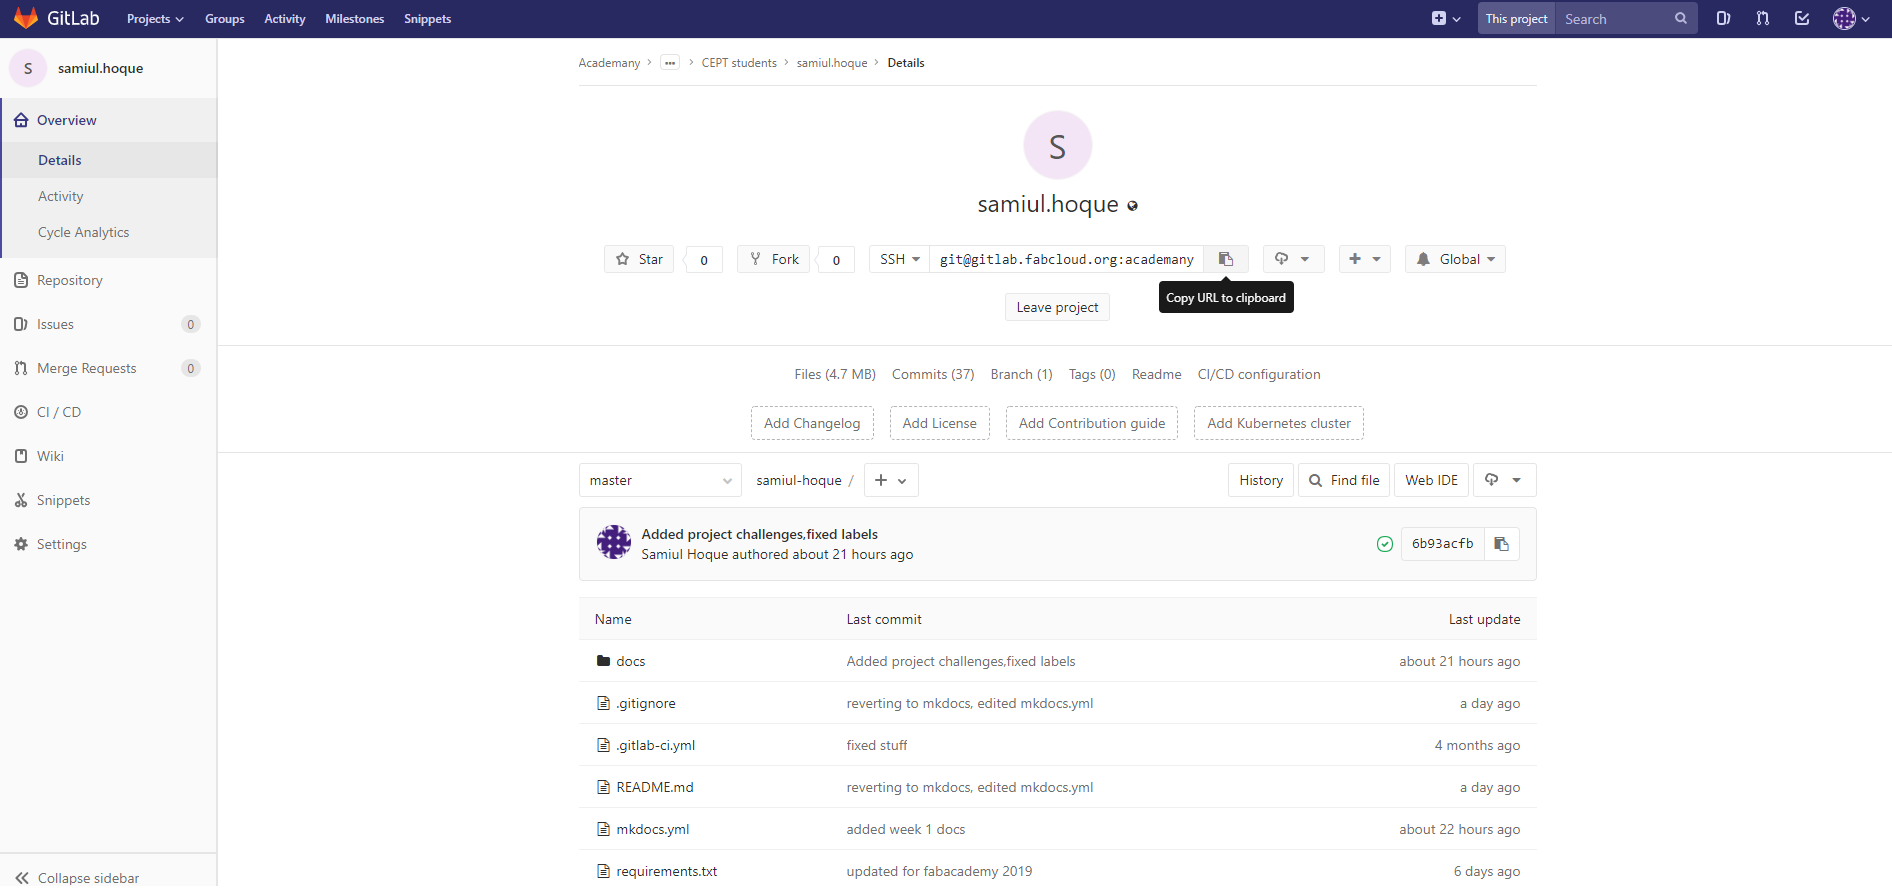 GitLab Projects Groups Activity Milestones Snippets This project Search
S samiul.hoque
Overview
Details
Activity
Cycle Analytics
Repository
Issues 0
Merge Requests 0
CI / CD
Wiki
Snippets
Settings
Collapse sidebar
Academany › ••• › CEPT students › samiul.hoque › Details
S
samiul.hoque
Star 0 Fork 0 SSH git@gitlab.fabcloud.org:academany Global
Copy URL to clipboard
Leave project
Files (4.7 MB) Commits (37) Branch (1) Tags (0) Readme CI/CD configuration
Add Changelog Add License Add Contribution guide Add Kubernetes cluster
master samiul-hoque / + History Find file Web IDE
Added project challenges,fixed labels
Samiul Hoque authored about 21 hours ago
6b93acfb
Name Last commit Last update
docs Added project challenges,fixed labels about 21 hours ago
.gitignore reverting to mkdocs, edited mkdocs.yml a day ago
.gitlab-ci.yml fixed stuff 4 months ago
README.md reverting to mkdocs, edited mkdocs.yml a day ago
mkdocs.yml added week 1 docs about 22 hours ago
requirements.txt updated for fabacademy 2019 6 days ago